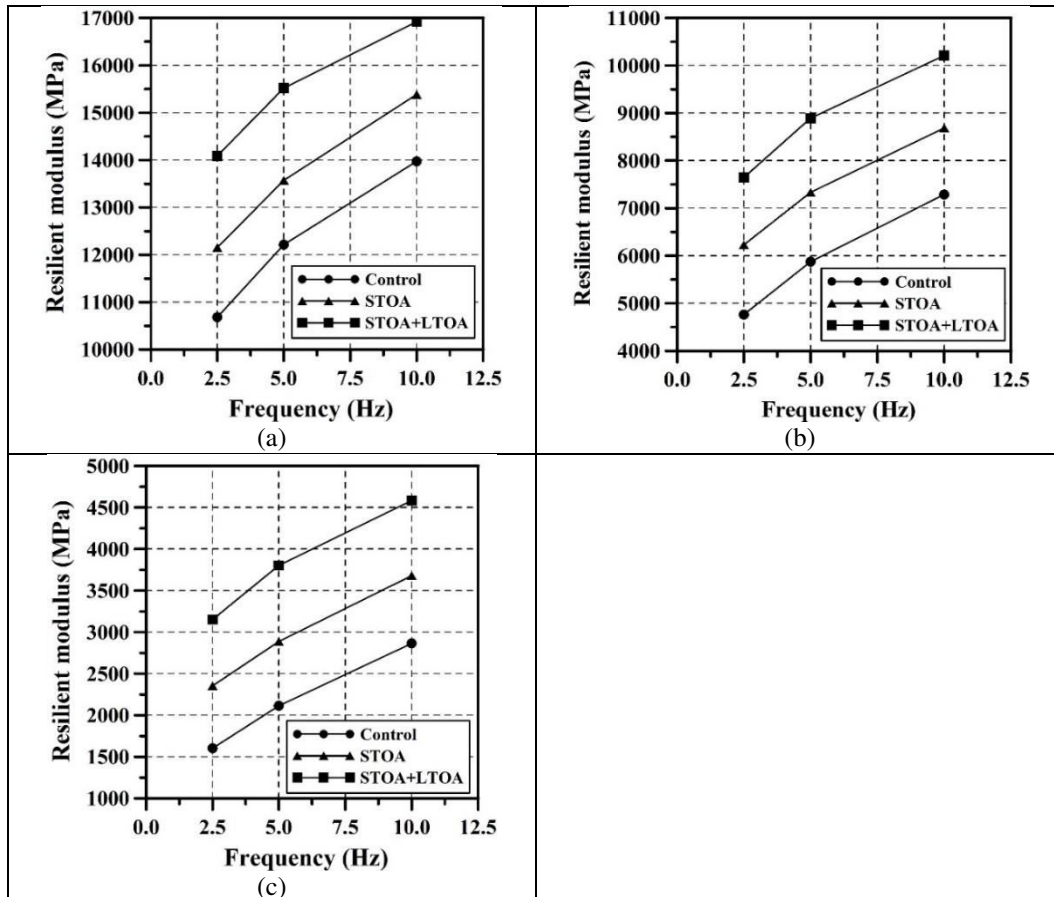 17000
16000
15000
14000
13000
12000
11000
10000
Resilient modulus (MPa)
Control
STOA
STOA+LTOA
0.0 2.5 5.0 7.5 10.0 12.5
Frequency (Hz)
(a)
11000
10000
9000
8000
7000
6000
5000
4000
Resilient modulus (MPa)
Control
STOA
STOA+LTOA
0.0 2.5 5.0 7.5 10.0 12.5
Frequency (Hz)
(b)
5000
4500
4000
3500
3000
2500
2000
1500
1000
Resilient modulus (MPa)
Control
STOA
STOA+LTOA
0.0 2.5 5.0 7.5 10.0 12.5
Frequency (Hz)
(c)